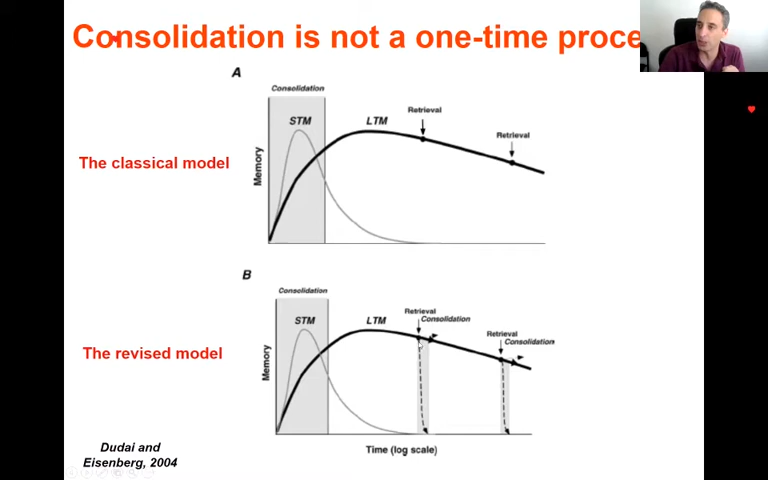 Consolidation is not a one-time proce
A
Consolidation
STM
LTM
Retrieval
Retrieval
Memory
The classical model
B
Consolidation
STM
LTM
Retrieval
Consolidation
Retrieval
Consolidation
Memory
The revised model
Time (log scale)
Dudai and
Eisenberg, 2004